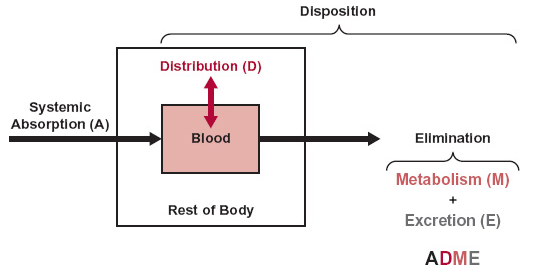 Disposition
Distribution (D)
Systemic
Absorption (A)
Blood
Elimination
Metabolism (M)
+
Excretion (E)
Rest of Body
ADME